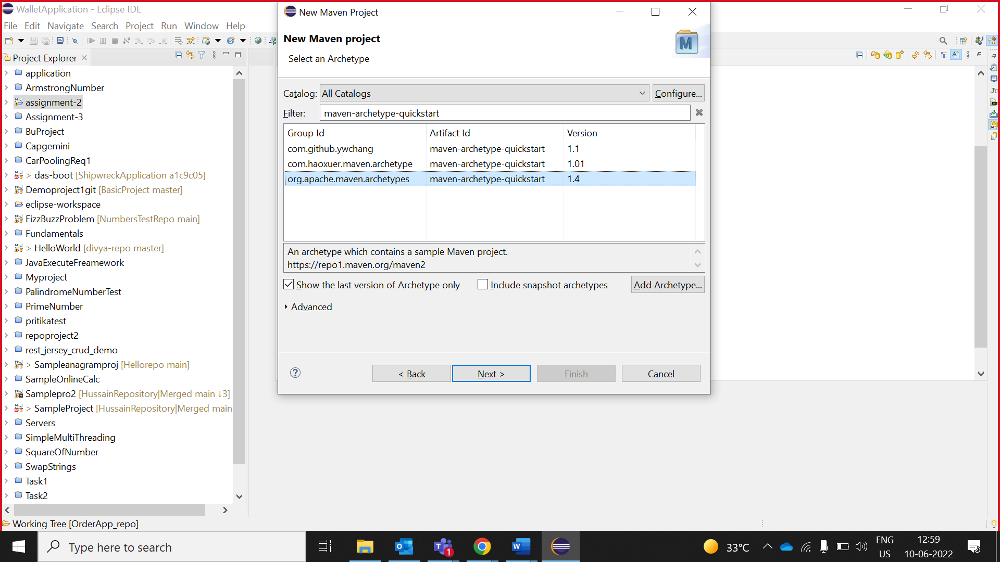 WalletApplication - Eclipse IDE
File Edit Navigate Search Project Run Window Help
Project Explorer
application
ArmstrongNumber
assignment-2
Assignment-3
BuProject
Capgemini
CarPoolingReq1
> das-boot [ShipwreckApplication a1c9c05]
Demoproject1git [BasicProject master]
eclipse-workspace
FizzBuzzProblem [NumbersTestRepo main]
Fundamentals
> HelloWorld [divya-repo master]
JavaExecuteFreamework
Myproject
PalindromeNumberTest
PrimeNumber
pritikatest
repoproject2
rest_jersey_crud_demo
> Sampleanagramproj [Hellorepo main]
SampleOnlineCalc
Samplepro2 [HussainRepository|Merged main ↓3]
> SampleProject [HussainRepository|Merged main
Servers
SimpleMultiThreading
SquareOfNumber
SwapStrings
Task1
Task2
Working Tree [OrderApp_repo]
New Maven Project
New Maven project
Select an Archetype
M
Catalog: All Catalogs Configure...
Filter: maven-archetype-quickstart
Group Id Artifact Id Version
com.github.ywchang maven-archetype-quickstart 1.1
com.haoxuer.maven.archetype maven-archetype-quickstart 1.01
org.apache.maven.archetypes maven-archetype-quickstart 1.4
An archetype which contains a sample Maven project.
https://repo1.maven.org/maven2
Show the last version of Archetype only Include snapshot archetypes Add Archetype...
Advanced
? < Back Next > Finish Cancel
Type here to search
1
33°C
ENG
US
12:59
10-06-2022